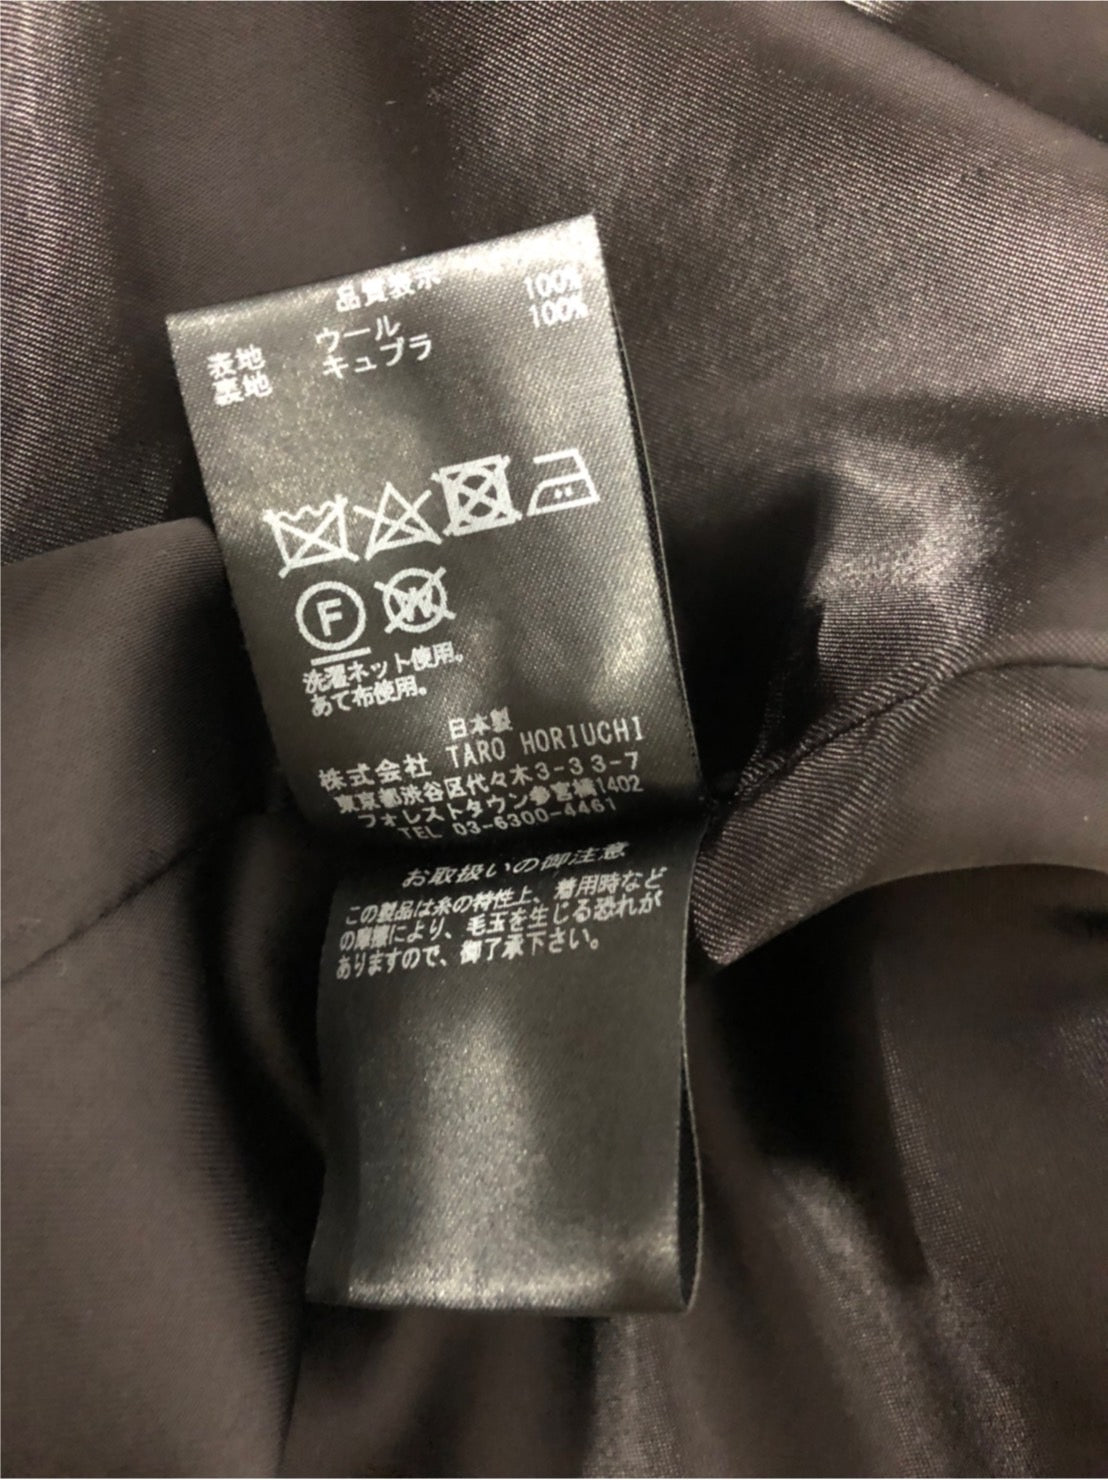 品質表示
表地 ウール 100%
裏地 キュプラ 100%
F
W
洗濯ネット使用。
あて布使用。
日本製
株式会社 TARO HORIUCHI
東京都渋谷区代々木3-33-7
フォレストタウン参宮橋1402
TEL 03-6300-4461
お取扱いの御注意
この製品は糸の特性上、着用時など
の摩擦により、毛玉を生じる恐れが
ありますので、御了承下さい。